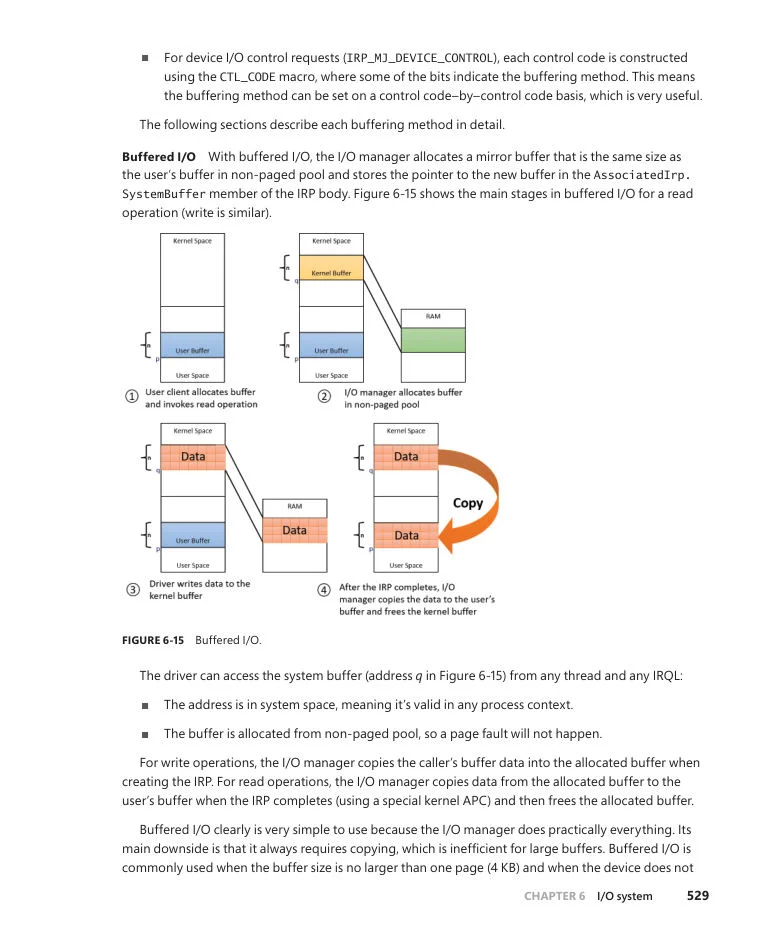 ■ For device I/O control requests (IRP_MJ_DEVICE_CONTROL), each control code is constructed
using the CTL_CODE macro, where some of the bits indicate the buffering method. This means
the buffering method can be set on a control code–by–control code basis, which is very useful.
The following sections describe each buffering method in detail.
Buffered I/O With buffered I/O, the I/O manager allocates a mirror buffer that is the same size as
the user's buffer in non-paged pool and stores the pointer to the new buffer in the AssociatedIrp.
SystemBuffer member of the IRP body. Figure 6-15 shows the main stages in buffered I/O for a read
operation (write is similar).
Kernel Space
n
User Buffer
p
User Space
① User client allocates buffer
and invokes read operation
Kernel Space
n
Kernel Buffer
q
n
User Buffer
p
User Space
RAM
② I/O manager allocates buffer
in non-paged pool
Kernel Space
n
Data
q
n
User Buffer
p
User Space
RAM
Data
③ Driver writes data to the
kernel buffer
Kernel Space
n
Data
q
Copy
n
Data
p
User Space
④ After the IRP completes, I/O
manager copies the data to the user's
buffer and frees the kernel buffer
FIGURE 6-15 Buffered I/O.
The driver can access the system buffer (address q in Figure 6-15) from any thread and any IRQL:
■ The address is in system space, meaning it's valid in any process context.
■ The buffer is allocated from non-paged pool, so a page fault will not happen.
For write operations, the I/O manager copies the caller's buffer data into the allocated buffer when
creating the IRP. For read operations, the I/O manager copies data from the allocated buffer to the
user's buffer when the IRP completes (using a special kernel APC) and then frees the allocated buffer.
Buffered I/O clearly is very simple to use because the I/O manager does practically everything. Its
main downside is that it always requires copying, which is inefficient for large buffers. Buffered I/O is
commonly used when the buffer size is no larger than one page (4 KB) and when the device does not
CHAPTER 6 I/O system 529